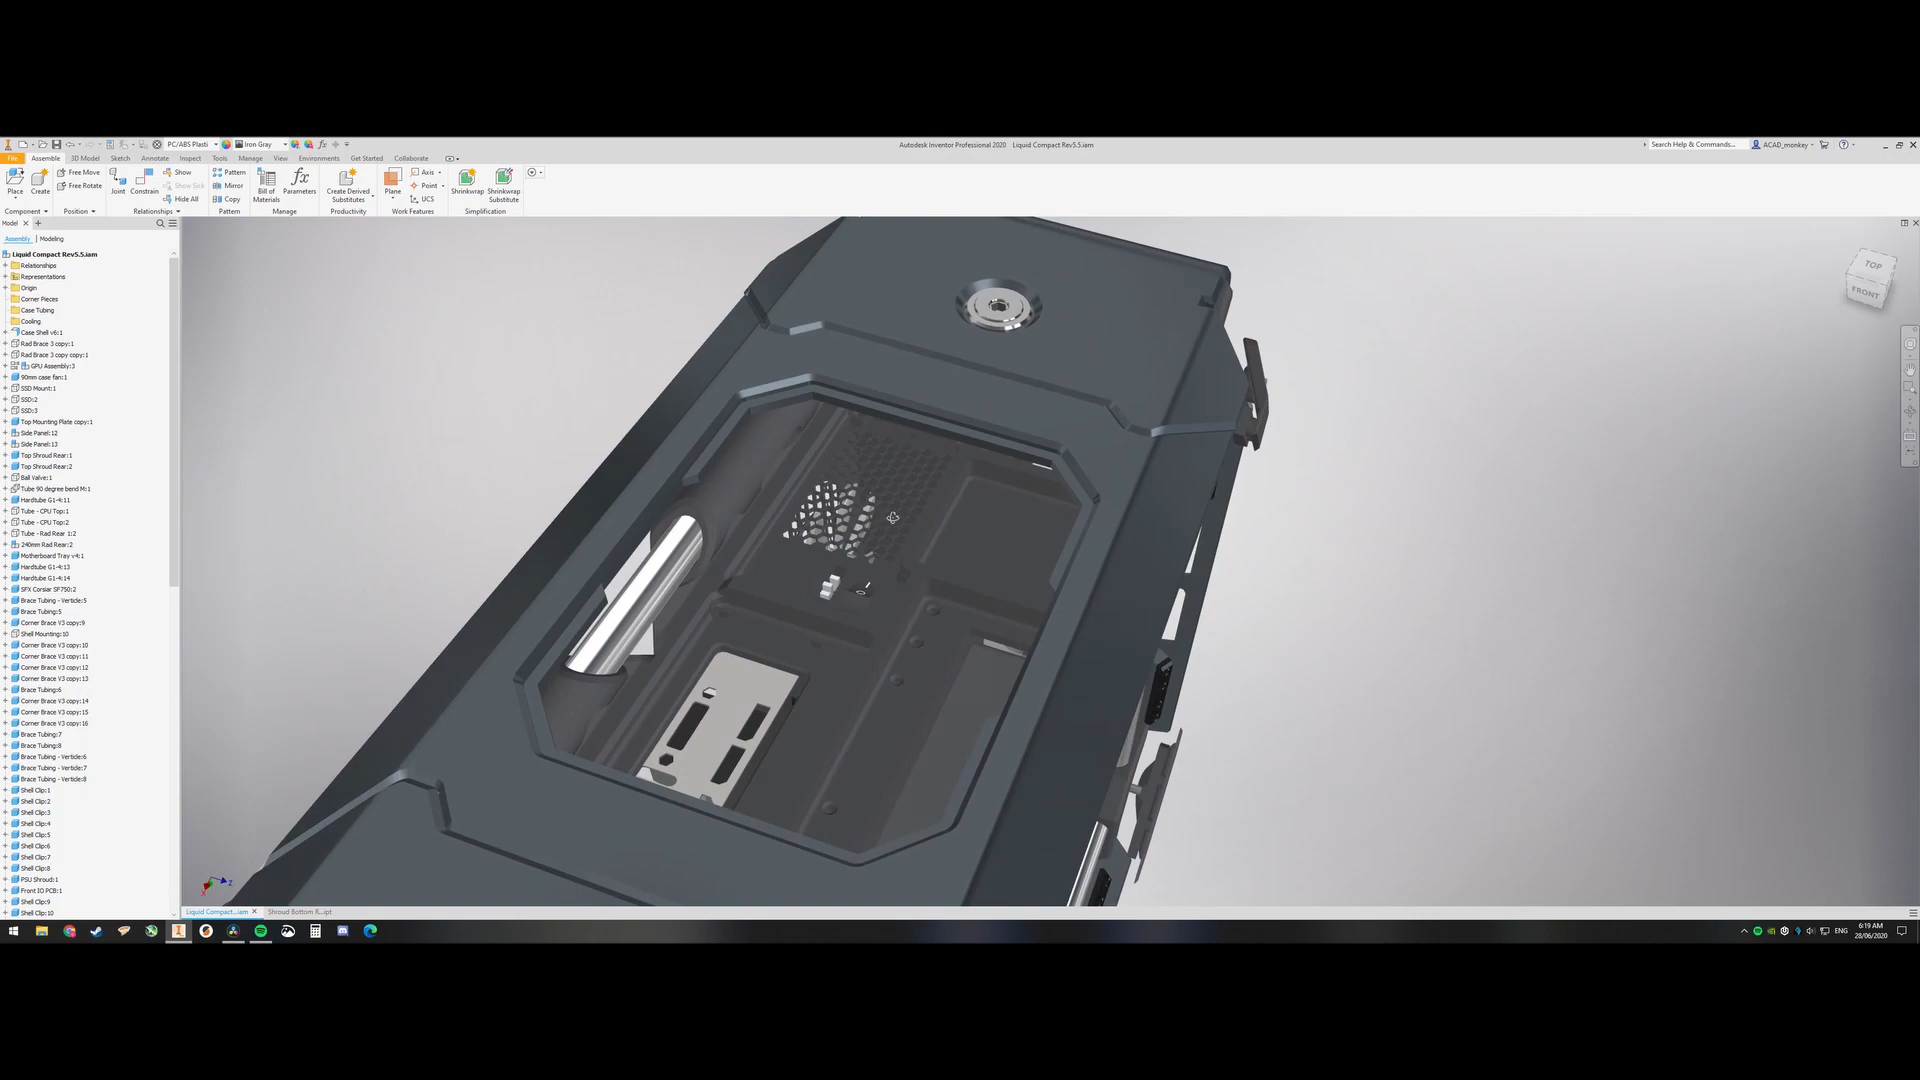 PC/ABS Plasti
Iron Gray
Autodesk Inventor Professional 2020 Liquid Compact Rev5.5.iam
Search Help & Commands...
ACAD_monkey
File Assemble 3D Model Sketch Annotate Inspect Tools Manage View Environments Get Started Collaborate
Place
Create
Free Move
Free Rotate
Joint
Constrain
Show
Show Sick
Hide All
Pattern
Mirror
Copy
Bill of
Materials
Parameters
Create Derived
Substitutes
Plane
Axis
Point
UCS
Shrinkwrap
Shrinkwrap
Substitute
Component Position Relationships Pattern Manage Productivity Work Features Simplification
Model
Assembly Modeling
Liquid Compact Rev5.5.iam
Relationships
Representations
Origin
Corner Pieces
Case Tubing
Cooling
Case Shell v6:1
Rad Brace 3 copy:1
Rad Brace 3 copy copy:1
GPU Assembly:3
90mm case fan:1
SSD Mount:1
SSD:2
SSD:3
Top Mounting Plate copy:1
Side Panel:12
Side Panel:13
Top Shroud Rear:1
Top Shroud Rear:2
Ball Valve:1
Tube 90 degree bend M:1
Hardtube G1-4:11
Tube - CPU Top:1
Tube - CPU Top:2
Tube - Rad Rear 1:2
240mm Rad Rear:2
Motherboard Tray v4:1
Hardtube G1-4:13
Hardtube G1-4:14
SFX Corsiar SF750:2
Brace Tubing - Verticle:5
Brace Tubing:5
Corner Brace V3 copy:9
Shell Mounting:10
Corner Brace V3 copy:10
Corner Brace V3 copy:11
Corner Brace V3 copy:12
Corner Brace V3 copy:13
Brace Tubing:6
Corner Brace V3 copy:14
Corner Brace V3 copy:15
Corner Brace V3 copy:16
Brace Tubing:7
Brace Tubing:8
Brace Tubing - Verticle:6
Brace Tubing - Verticle:7
Brace Tubing - Verticle:8
Shell Clip:1
Shell Clip:2
Shell Clip:3
Shell Clip:4
Shell Clip:5
Shell Clip:6
Shell Clip:7
Shell Clip:8
PSU Shroud:1
Front IO PCB:1
Shell Clip:9
Shell Clip:10
TOP
FRONT
X
Z
Liquid Compact...iam
Shroud Bottom R...ipt
ENG
6:19 AM
28/06/2020